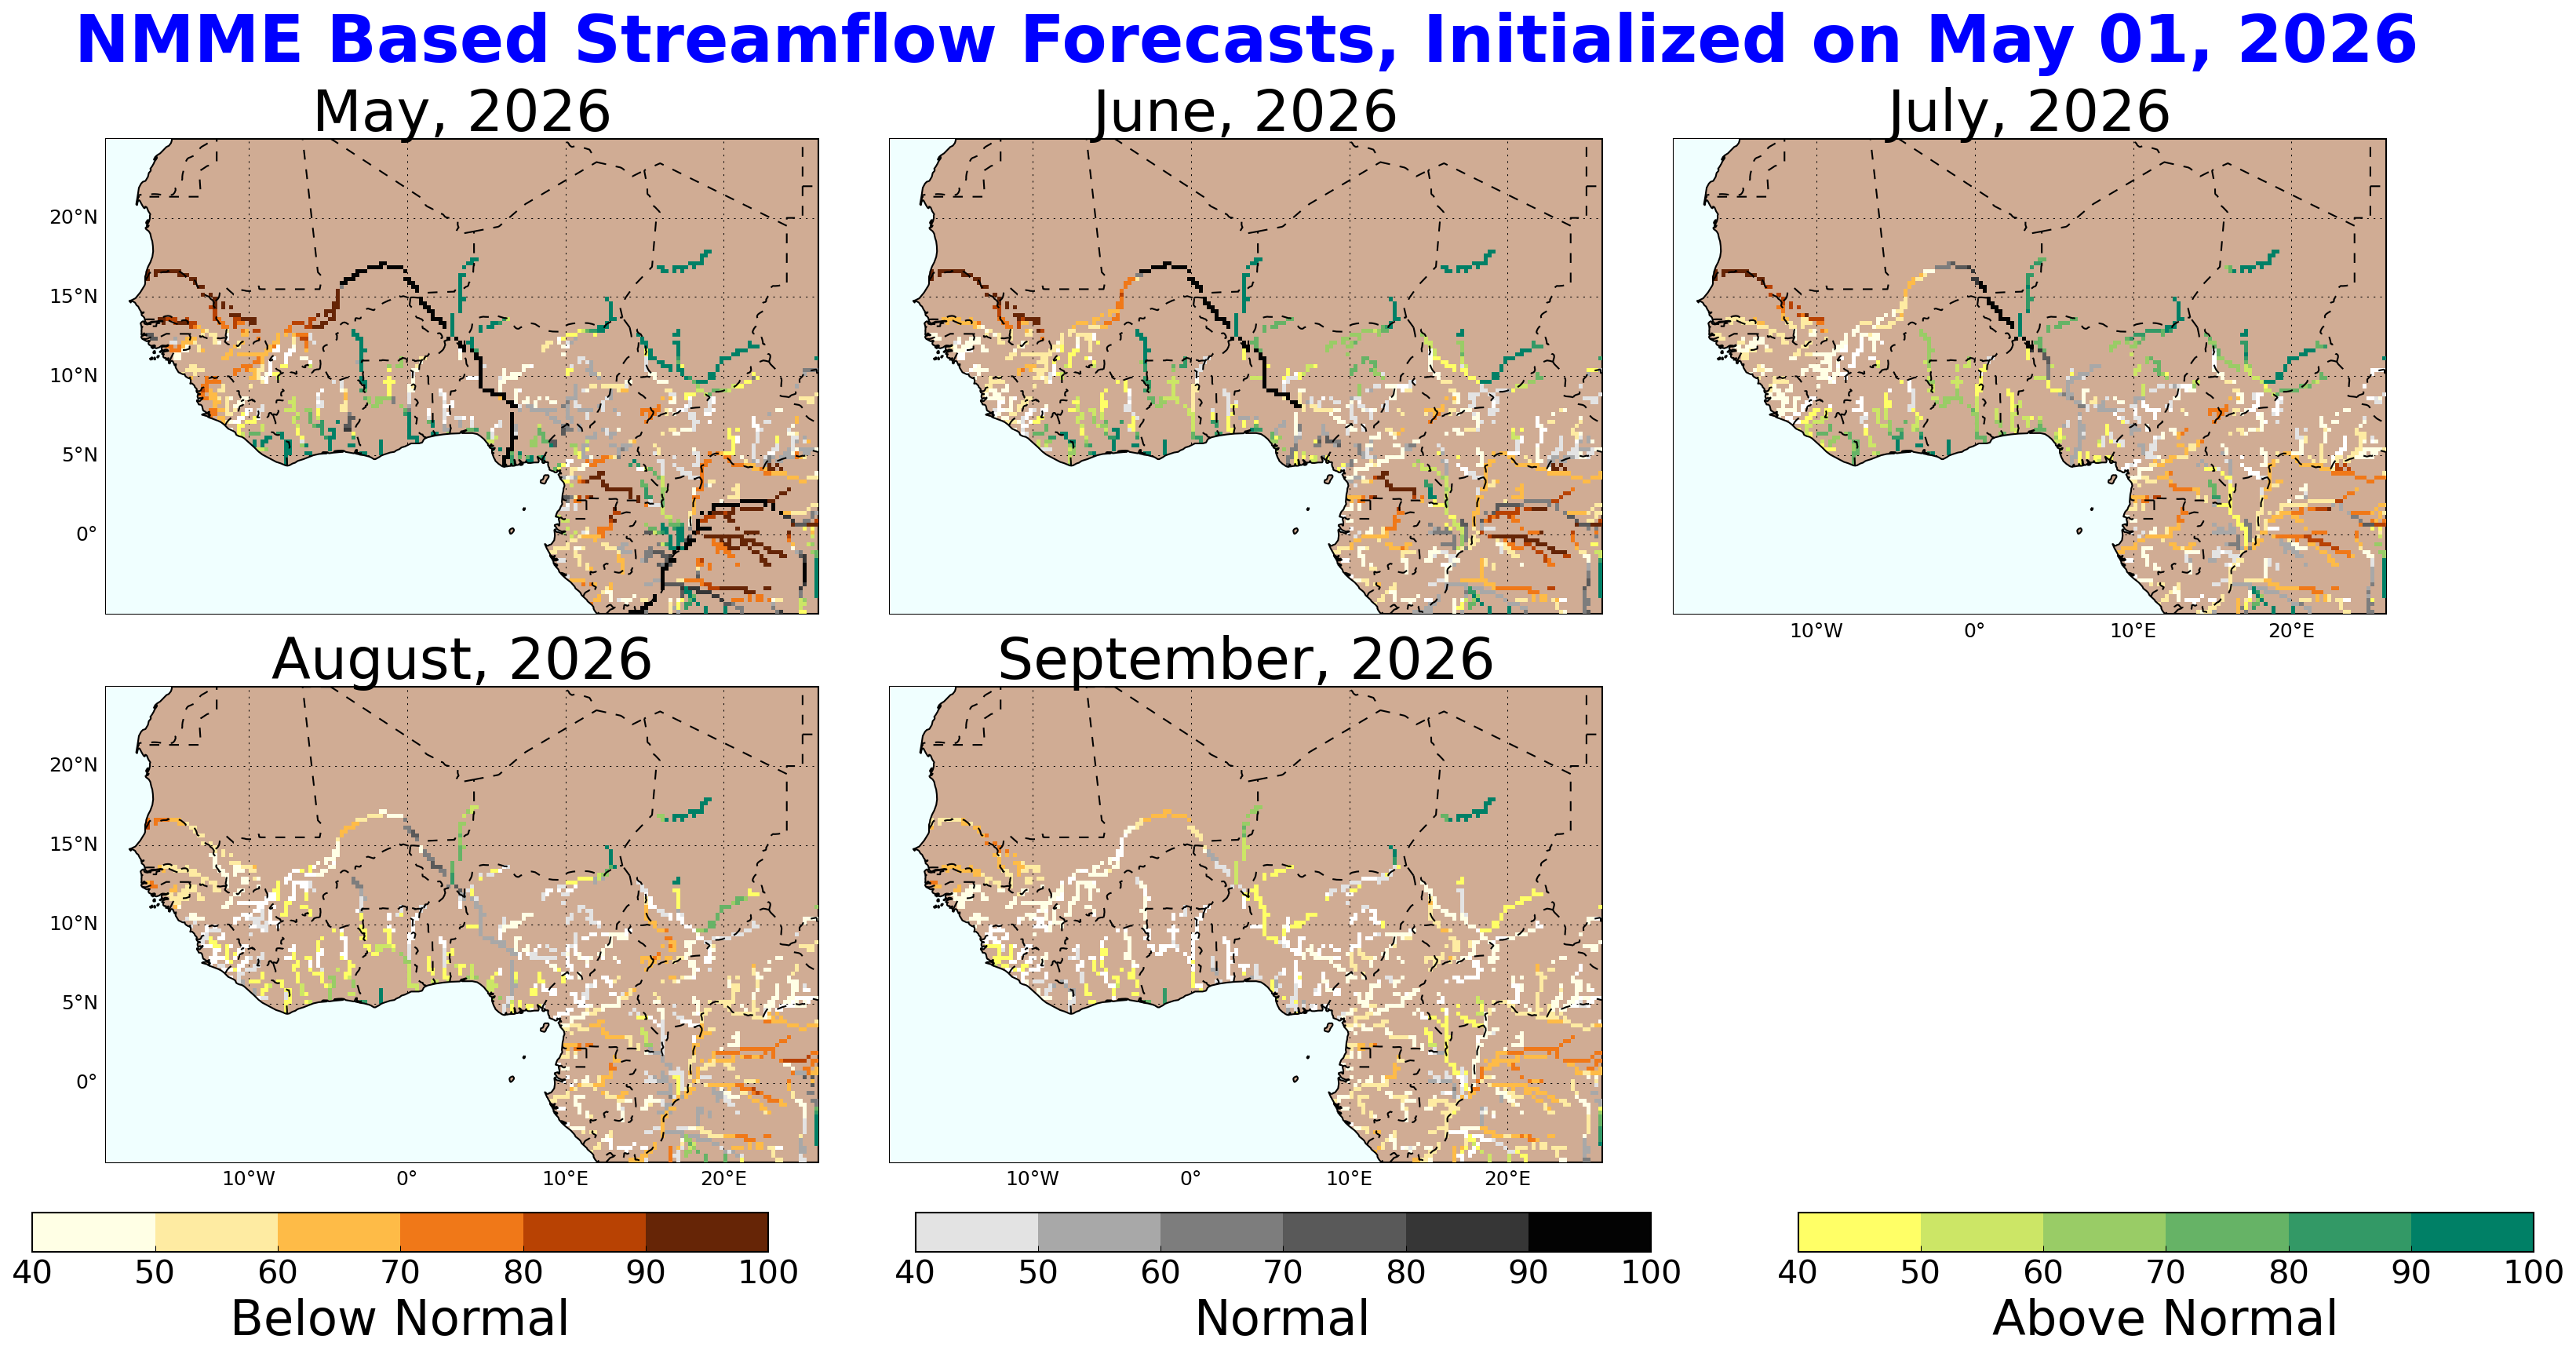 NMME Based Streamflow Forecasts, Initialized on May 01, 2026
May, 2026
June, 2026
July, 2026
20°N
15°N
10°N
5°N
0°
10°W 0° 10°E 20°E
August, 2026
September, 2026
20°N
15°N
10°N
5°N
0°
10°W 0° 10°E 20°E
10°W 0° 10°E 20°E
40 50 60 70 80 90 100
Below Normal
40 50 60 70 80 90 100
Normal
40 50 60 70 80 90 100
Above Normal